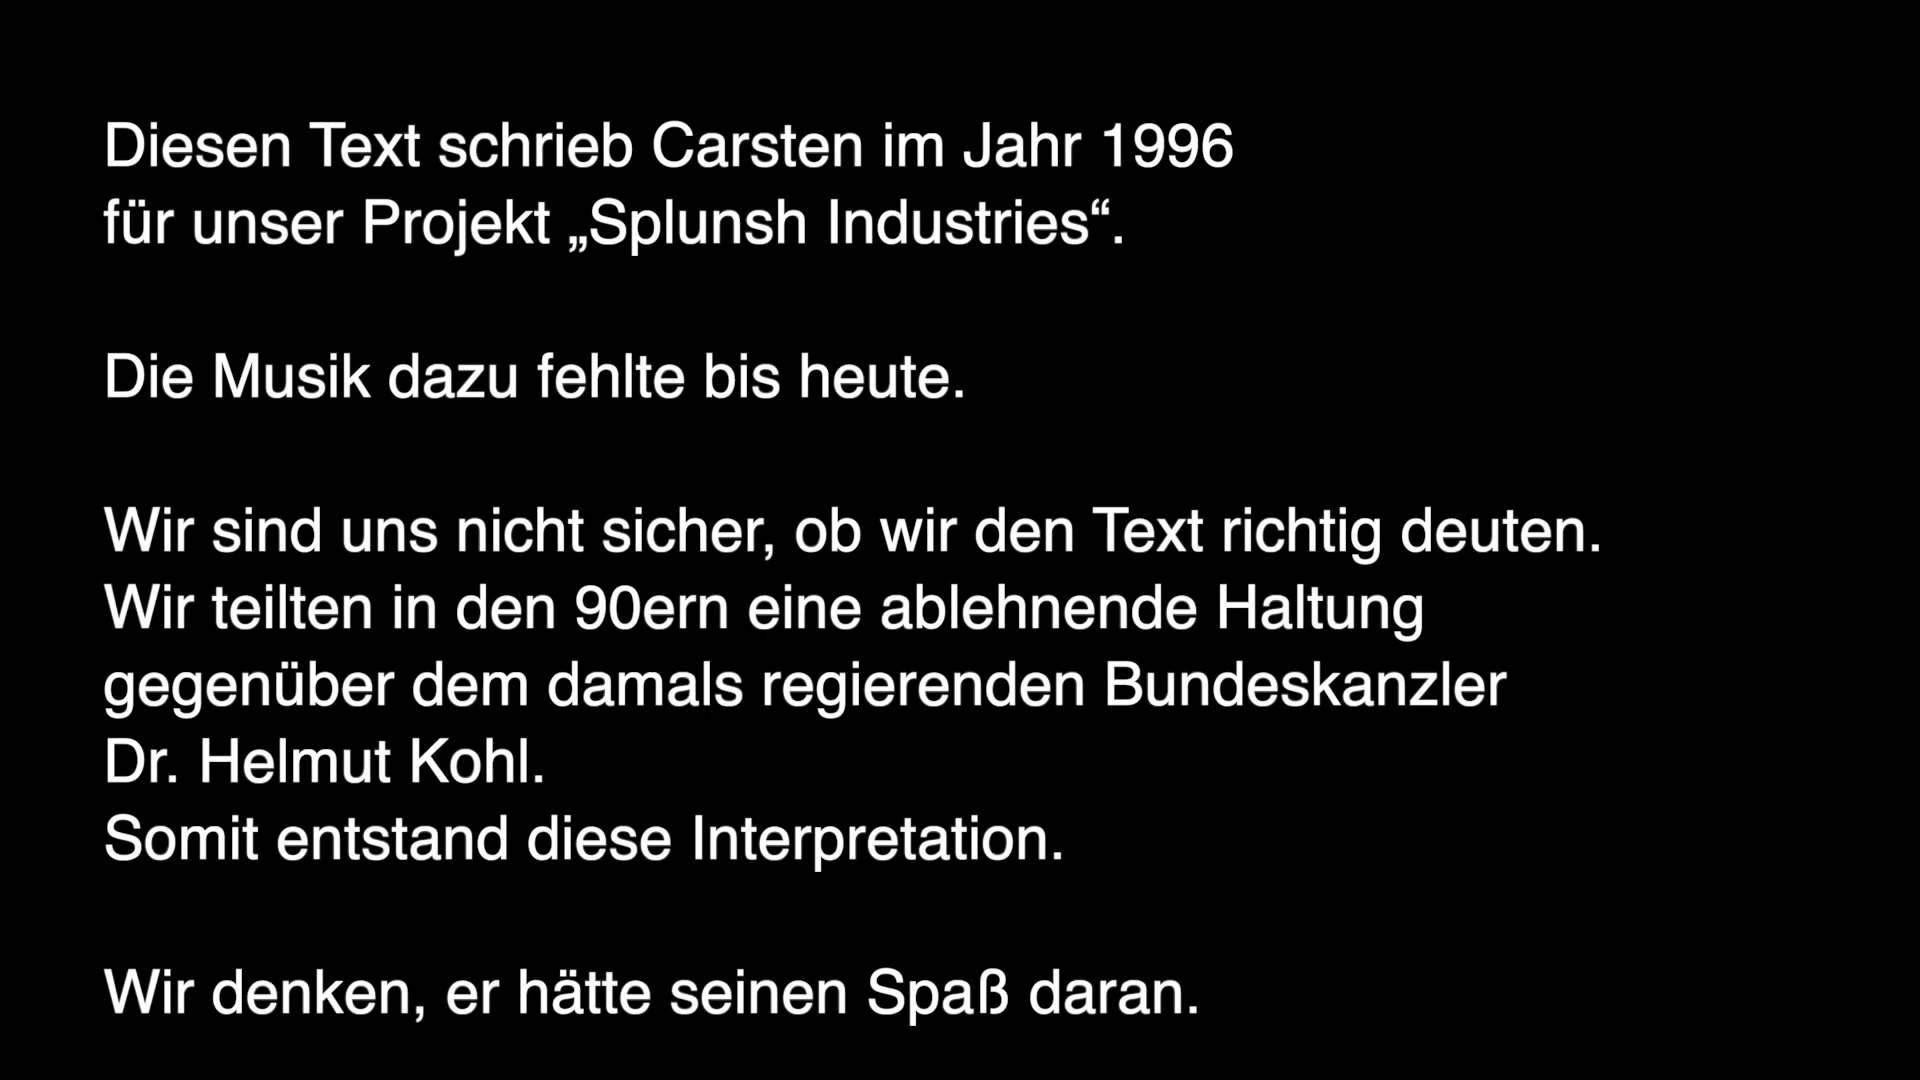 Diesen Text schrieb Carsten im Jahr 1996
für unser Projekt „Splunsh Industries“.
Die Musik dazu fehlte bis heute.
Wir sind uns nicht sicher, ob wir den Text richtig deuten.
Wir teilten in den 90ern eine ablehnende Haltung
gegenüber dem damals regierenden Bundeskanzler
Dr. Helmut Kohl.
Somit entstand diese Interpretation.
Wir denken, er hätte seinen Spaß daran.